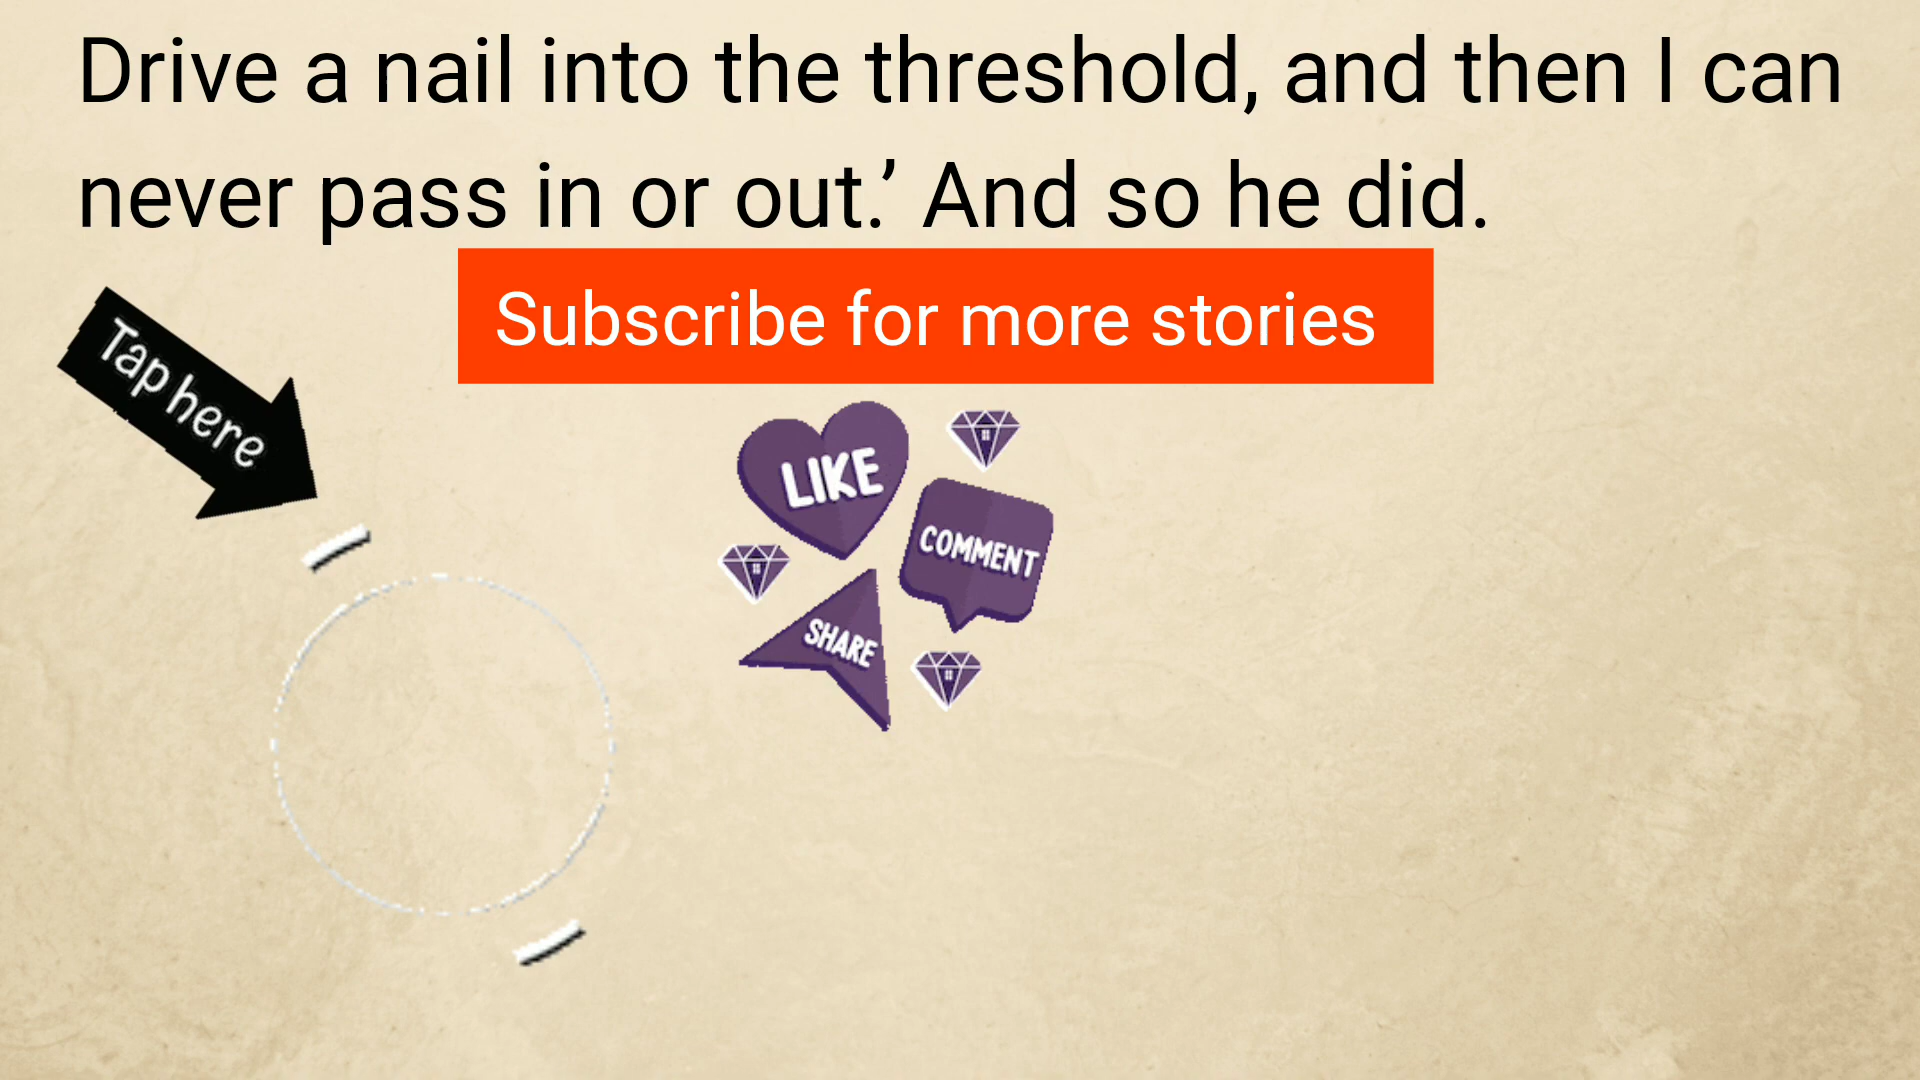 Drive a nail into the threshold, and then I can
never pass in or out.’ And so he did.
Subscribe for more stories
Tap here
LIKE
COMMENT
SHARE